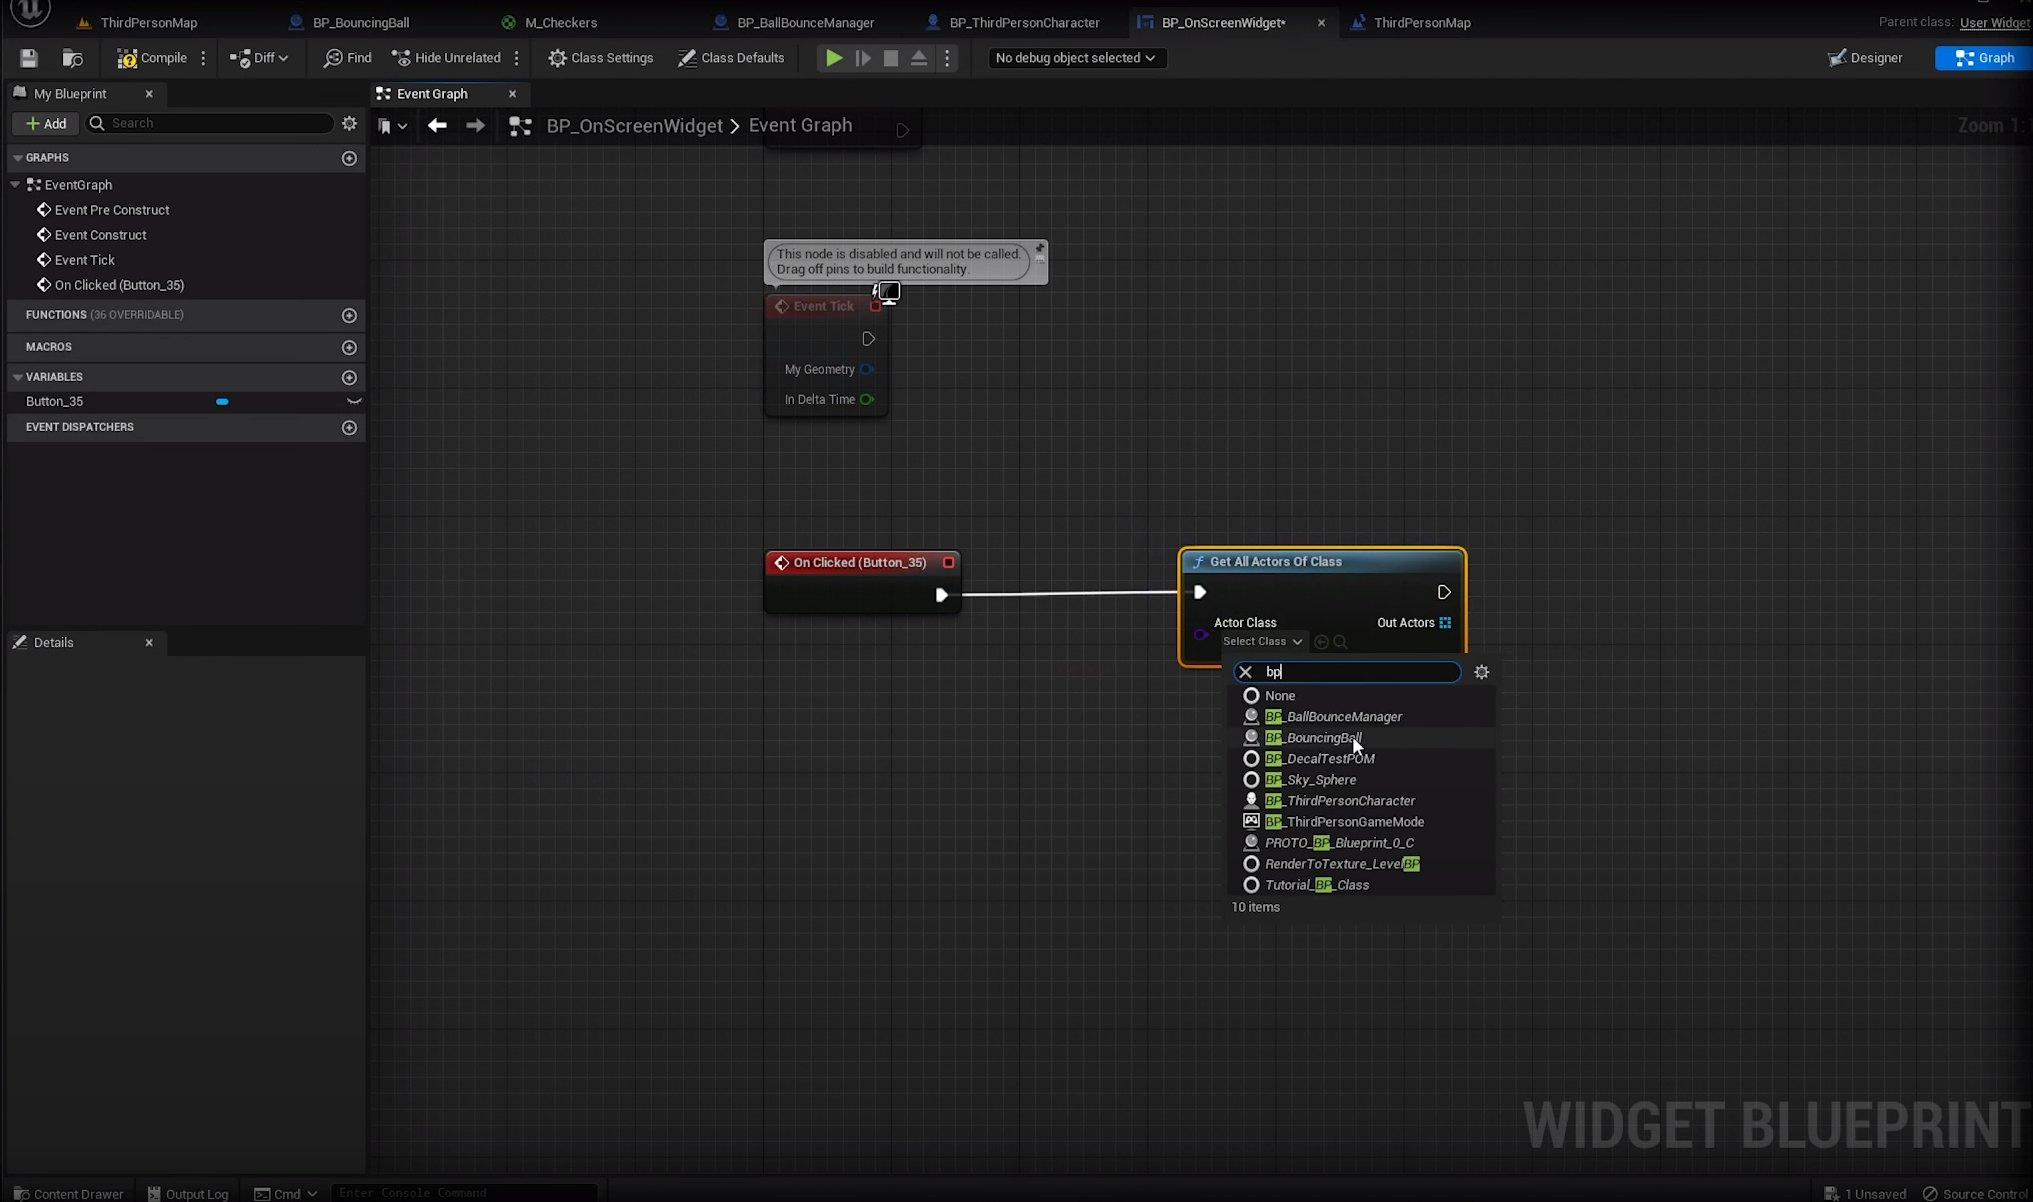 ThirdPersonMap
BP_BouncingBall
M_Checkers
BP_BallBounceManager
BP_ThirdPersonCharacter
BP_OnScreenWidget*
ThirdPersonMap
Parent class: User Widget
Compile
Diff
Find
Hide Unrelated
Class Settings
Class Defaults
No debug object selected
Designer
Graph
My Blueprint
Event Graph
+ Add
Search
BP_OnScreenWidget > Event Graph
Zoom 1:
GRAPHS
EventGraph
Event Pre Construct
Event Construct
Event Tick
On Clicked (Button_35)
FUNCTIONS (36 OVERRIDABLE)
MACROS
VARIABLES
Button_35
EVENT DISPATCHERS
Details
This node is disabled and will not be called.
Drag off pins to build functionality.
Event Tick
My Geometry
In Delta Time
On Clicked (Button_35)
Get All Actors Of Class
Actor Class
Out Actors
Select Class
bp
None
BP_BallBounceManager
BP_BouncingBall
BP_DecalTestPOM
BP_Sky_Sphere
BP_ThirdPersonCharacter
BP_ThirdPersonGameMode
PROTO_BP_Blueprint_0_C
RenderToTexture_LevelBP
Tutorial_BP_Class
10 items
WIDGET BLUEPRINT
Content Drawer
Output Log
Cmd
Enter Console Command
1 Unsaved
Source Control